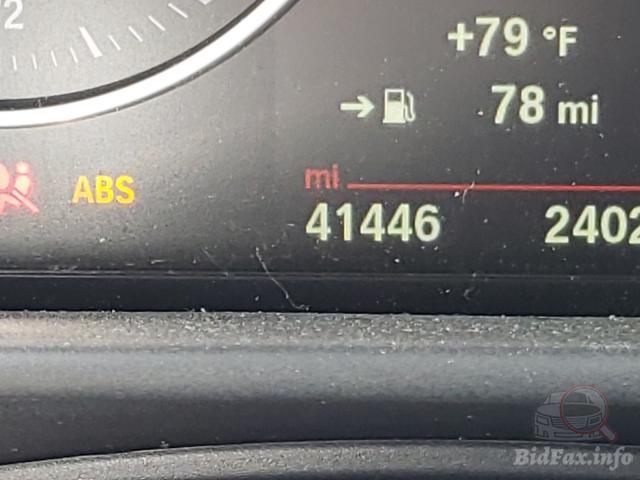 2
+79 °F
→ 78 mi
ABS
mi
41446 2402
BidFax.info